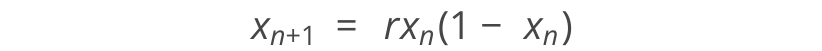 xₙ₊₁ = rxₙ(1 − xₙ)